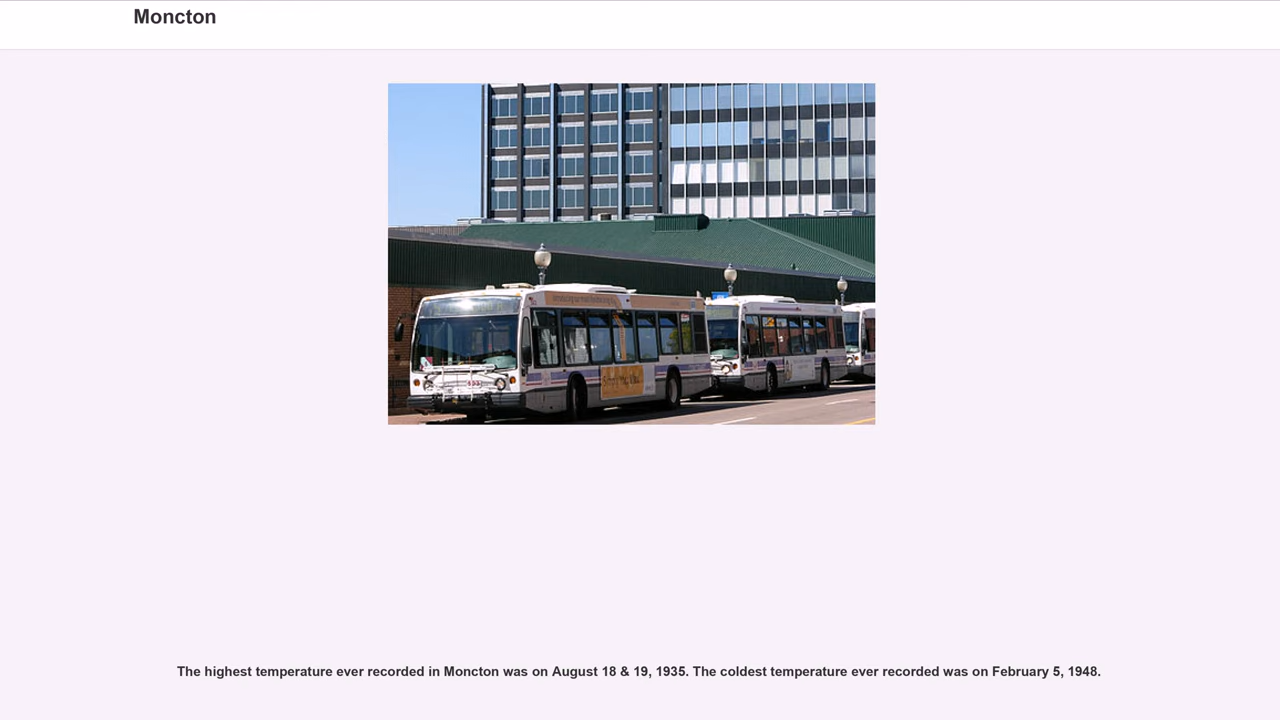 Moncton
The highest temperature ever recorded in Moncton was on August 18 & 19, 1935. The coldest temperature ever recorded was on February 5, 1948.